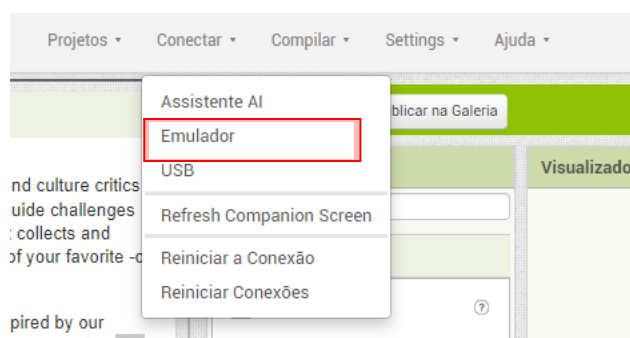 Projetos Conectar Compilar Settings Ajuda
Assistente AI
Emulador
USB
Refresh Companion Screen
Reiniciar a Conexão
Reiniciar Conexões
blicar na Galeria
Visualizado
nd culture critics
uide challenges
collects and
of your favorite -o
pired by our
?